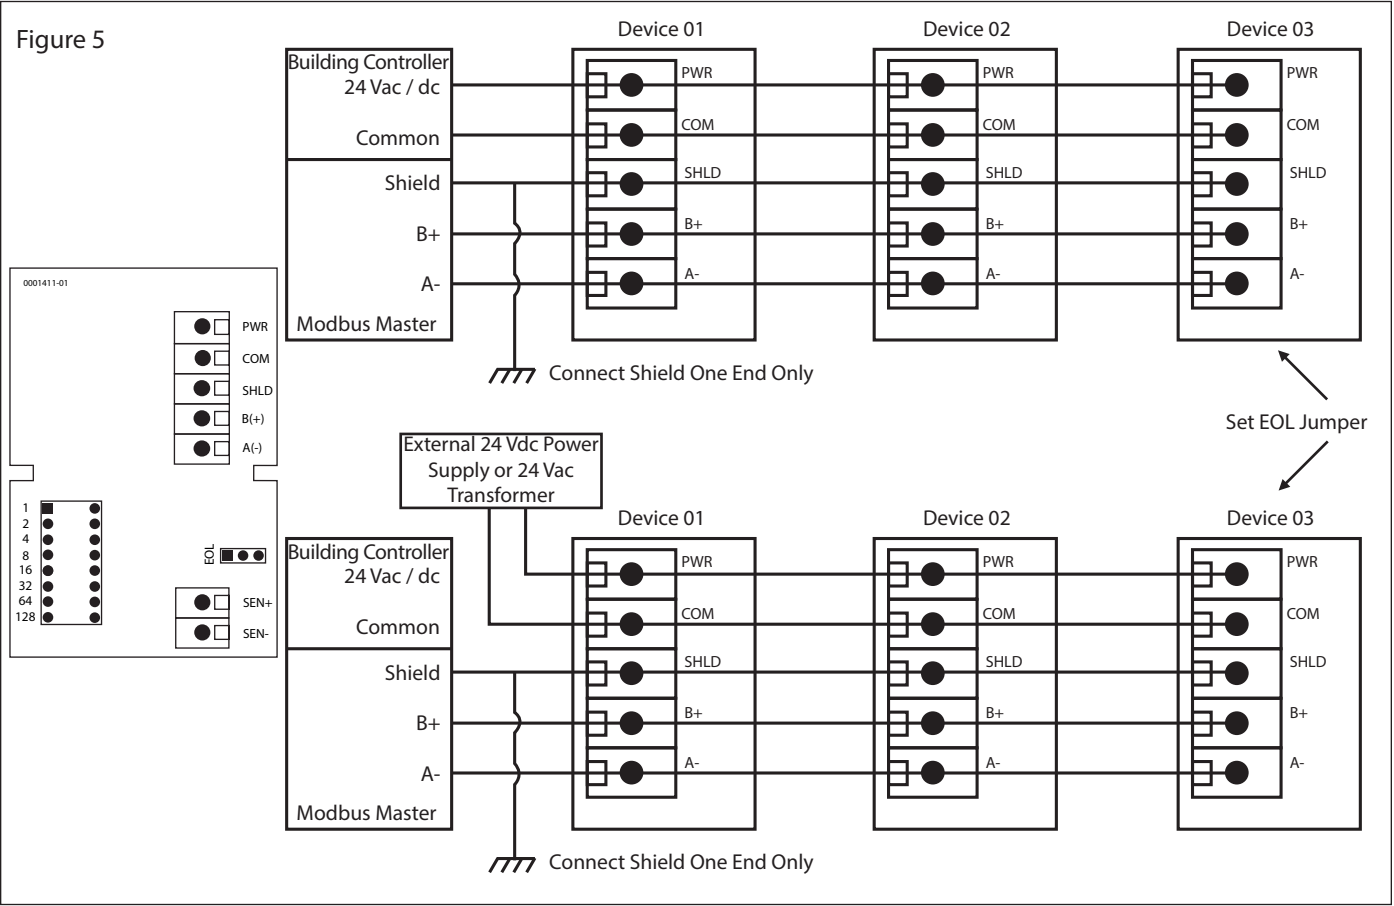 Figure 5
Device 01
Device 02
Device 03
Building Controller
24 Vac / dc
Common
Shield
B+
A-
Modbus Master
PWR
COM
SHLD
B+
A-
PWR
COM
SHLD
B+
A-
PWR
COM
SHLD
B+
A-
Connect Shield One End Only
Set EOL Jumper
0001411-01
PWR
COM
SHLD
B(+)
A(-)
1
2
4
8
16
32
64
128
EOL
SEN+
SEN-
External 24 Vdc Power
Supply or 24 Vac
Transformer
Device 01
Device 02
Device 03
Building Controller
24 Vac / dc
Common
Shield
B+
A-
Modbus Master
PWR
COM
SHLD
B+
A-
PWR
COM
SHLD
B+
A-
PWR
COM
SHLD
B+
A-
Connect Shield One End Only